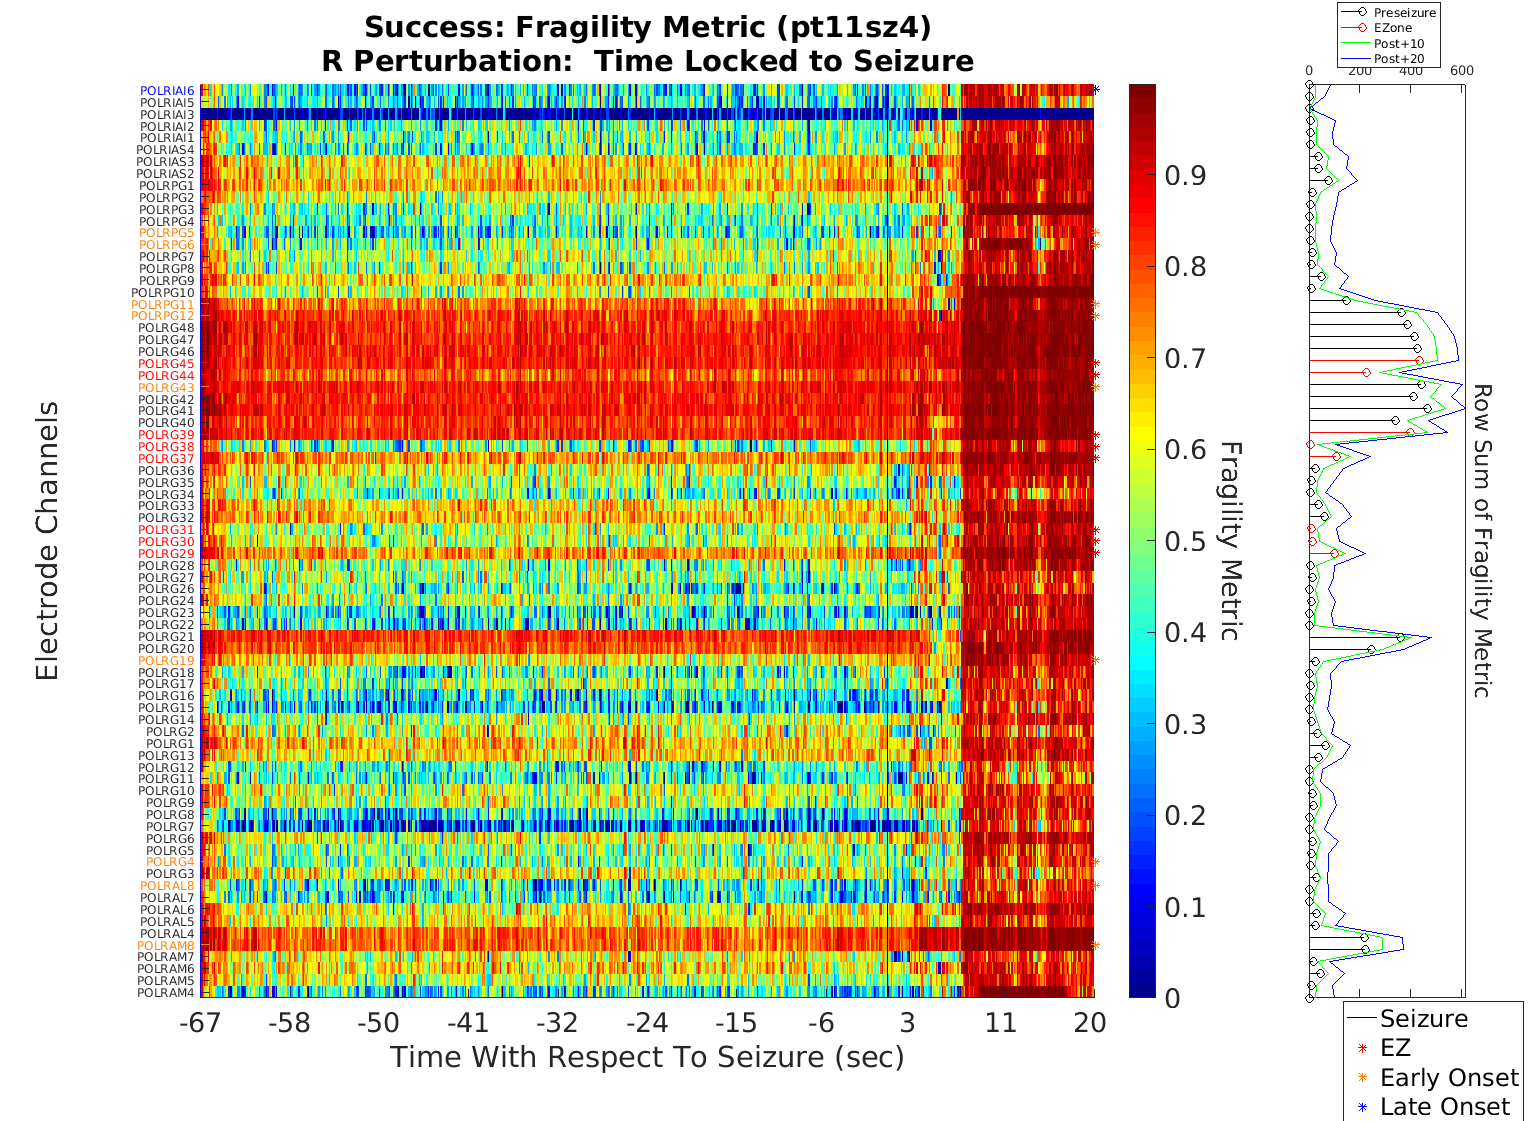 Success: Fragility Metric (pt11sz4)
R Perturbation:  Time Locked to Seizure
Preseizure
EZone
Post+10
Post+20
0
200
400
600
POLRIAI6
POLRIAI5
POLRIAI3
POLRIAI2
POLRIAI1
POLRIAS4
POLRIAS3
POLRIAS2
POLRPG1
POLRPG2
POLRPG3
POLRPG4
POLRPG5
POLRPG6
POLRPG7
POLRGP8
POLRPG9
POLRPG10
POLRPG11
POLRPG12
POLRG48
POLRG47
POLRG46
POLRG45
POLRG44
POLRG43
POLRG42
POLRG41
POLRG40
POLRG39
POLRG38
POLRG37
POLRG36
POLRG35
POLRG34
POLRG33
POLRG32
POLRG31
POLRG30
POLRG29
POLRG28
POLRG27
POLRG26
POLRG24
POLRG23
POLRG22
POLRG21
POLRG20
POLRG19
POLRG18
POLRG17
POLRG16
POLRG15
POLRG14
POLRG2
POLRG1
POLRG13
POLRG12
POLRG11
POLRG10
POLRG9
POLRG8
POLRG7
POLRG6
POLRG5
POLRG4
POLRG3
POLRAL8
POLRAL7
POLRAL6
POLRAL5
POLRAL4
POLRAM8
POLRAM7
POLRAM6
POLRAM5
POLRAM4
Electrode Channels
-67
-58
-50
-41
-32
-24
-15
-6
3
11
20
Time With Respect To Seizure (sec)
0.9
0.8
0.7
0.6
0.5
0.4
0.3
0.2
0.1
0
Fragility Metric
Row Sum of Fragility Metric
Seizure
EZ
Early Onset
Late Onset